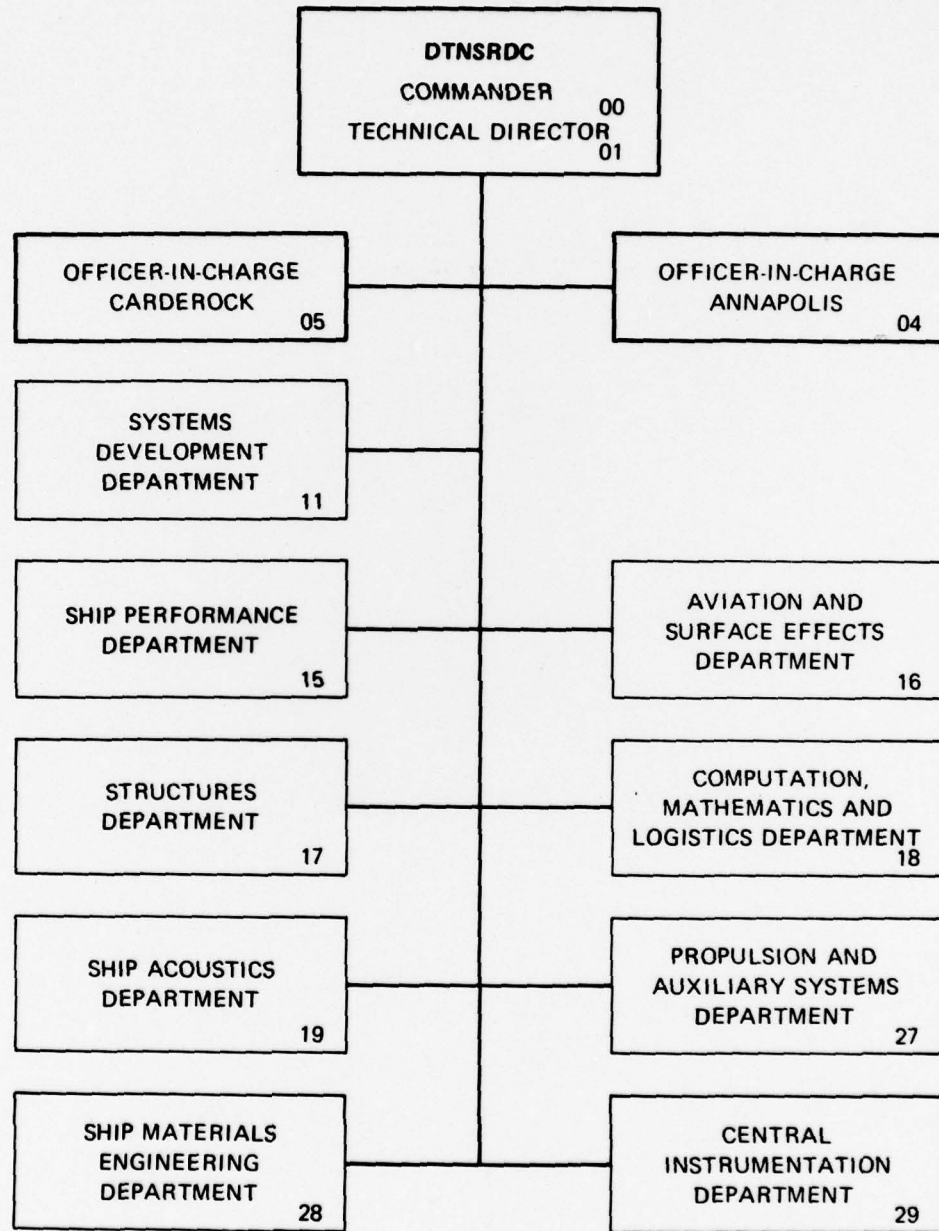 DTNSRDC
COMMANDER
00
TECHNICAL DIRECTOR
01
OFFICER-IN-CHARGE
CARDEROCK
05
OFFICER-IN-CHARGE
ANNAPOLIS
04
SYSTEMS
DEVELOPMENT
DEPARTMENT
11
SHIP PERFORMANCE
DEPARTMENT
15
AVIATION AND
SURFACE EFFECTS
DEPARTMENT
16
STRUCTURES
DEPARTMENT
17
COMPUTATION,
MATHEMATICS AND
LOGISTICS DEPARTMENT
18
SHIP ACOUSTICS
DEPARTMENT
19
PROPULSION AND
AUXILIARY SYSTEMS
DEPARTMENT
27
SHIP MATERIALS
ENGINEERING
DEPARTMENT
28
CENTRAL
INSTRUMENTATION
DEPARTMENT
29